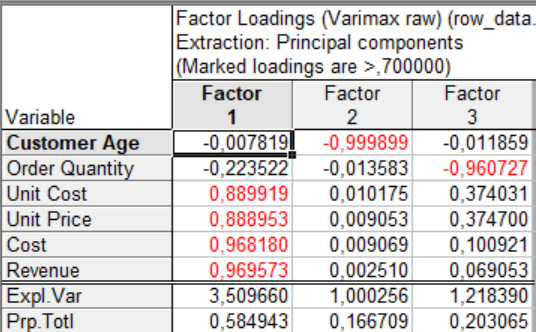 Factor Loadings (Varimax raw) (row_data.
Extraction: Principal components
(Marked loadings are >,700000)
Variable Factor 1 Factor 2 Factor 3
Customer Age -0,007819 -0,999899 -0,011859
Order Quantity -0,223522 -0,013583 -0,960727
Unit Cost 0,889919 0,010175 0,374031
Unit Price 0,888953 0,009053 0,374700
Cost 0,968180 0,009069 0,100921
Revenue 0,969573 0,002510 0,069053
Expl.Var 3,509660 1,000256 1,218390
Prp.Totl 0,584943 0,166709 0,203065